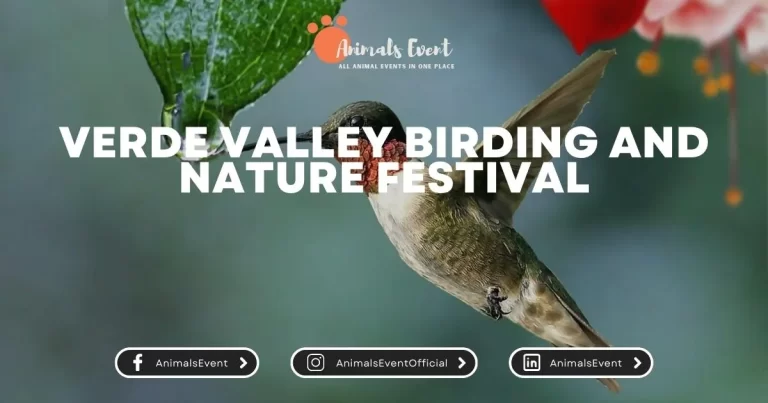 Animals Event
ALL ANIMAL EVENTS IN ONE PLACE
VERDE VALLEY BIRDING AND
NATURE FESTIVAL
AnimalsEvent
AnimalsEventOfficial
AnimalsEvent